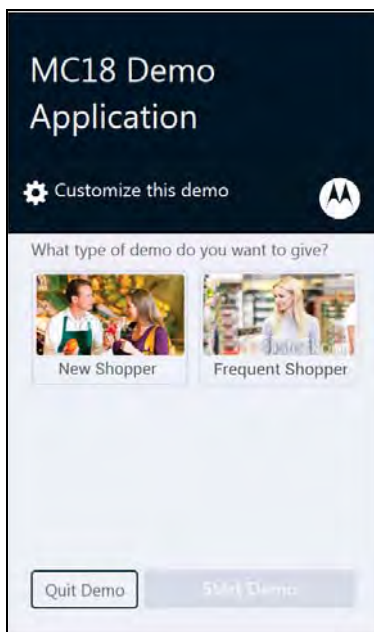 MC18 Demo
Application
Customize this demo
What type of demo do you want to give?
New Shopper
Frequent Shopper
Quit Demo
Start Demo